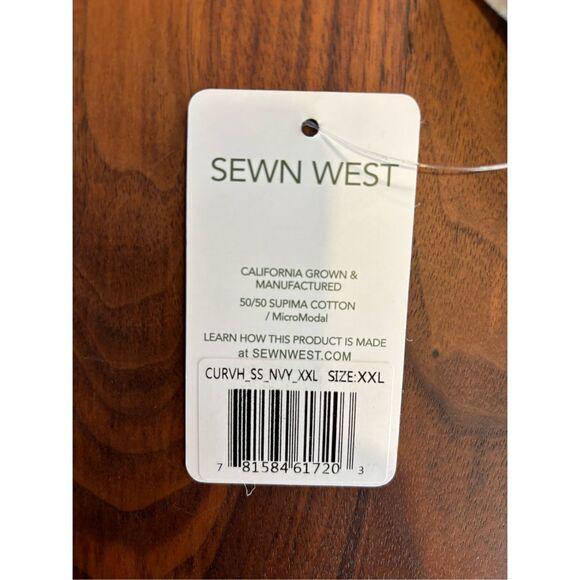 SEWN WEST
CALIFORNIA GROWN &
MANUFACTURED
50/50 SUPIMA COTTON
/ MicroModal
LEARN HOW THIS PRODUCT IS MADE
at SEWNWEST.COM
CURVH_SS_NVY_XXL SIZE:XXL
7 81584 61720 3